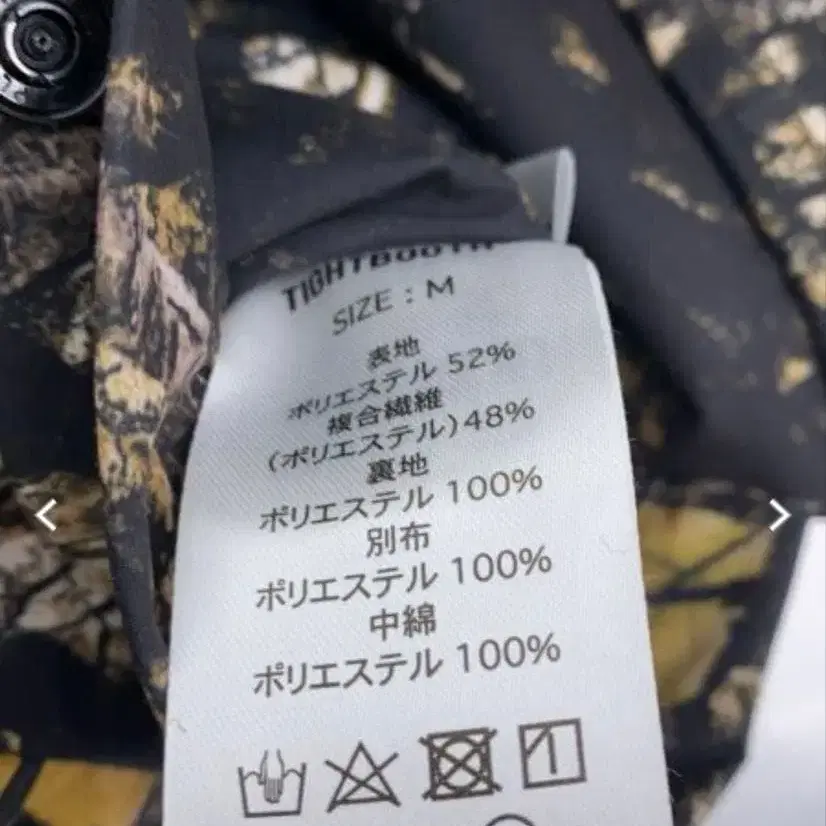 TIGHTBOOTH
SIZE : M
表地
ポリエステル 52%
複合繊維
(ポリエステル)48%
裏地
ポリエステル 100%
別布
ポリエステル 100%
中綿
ポリエステル 100%